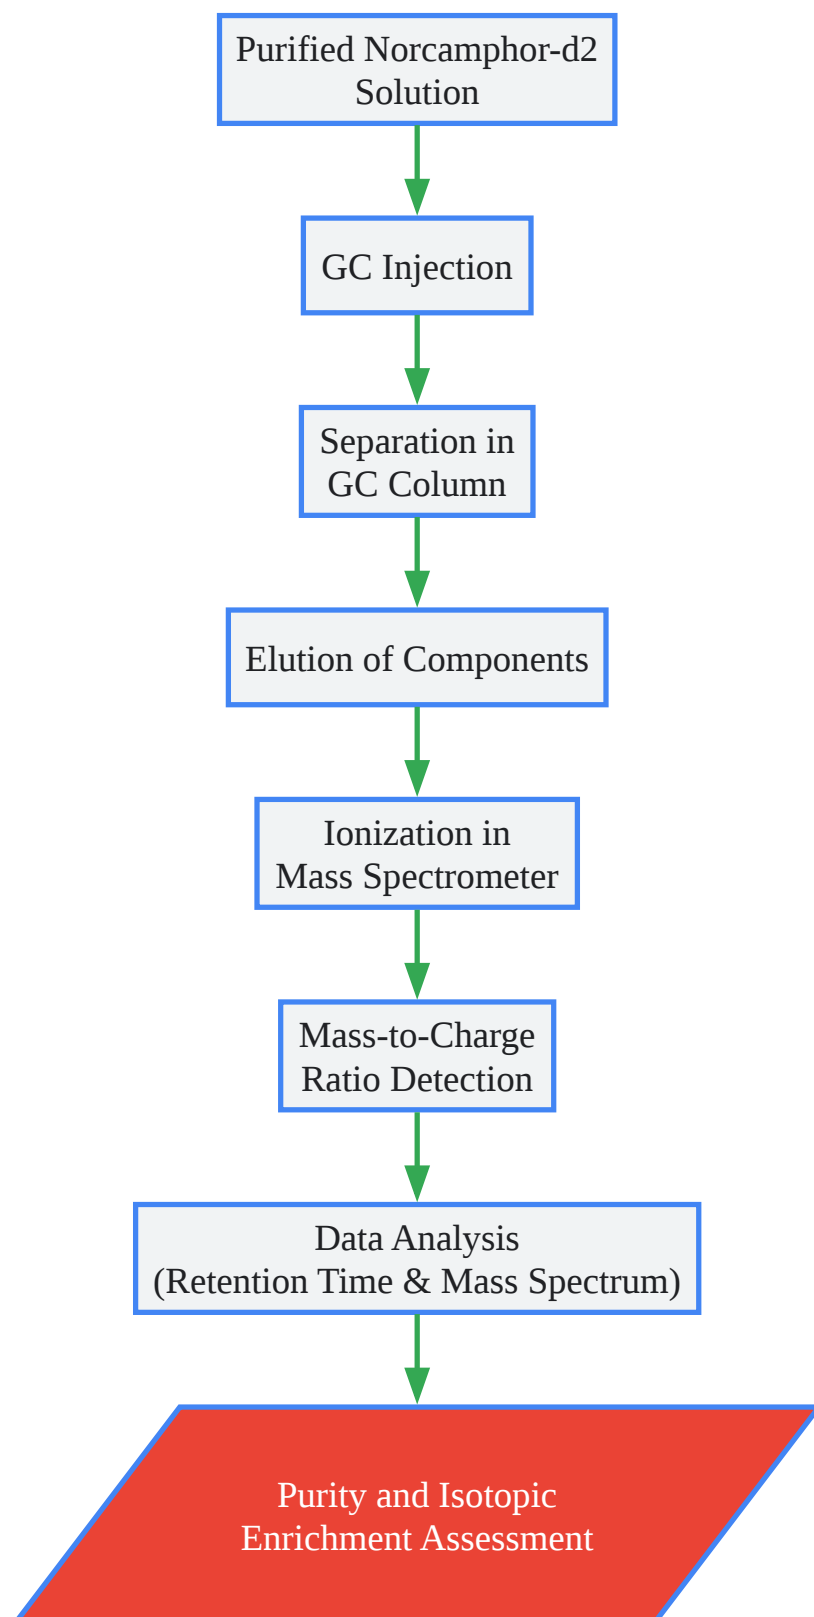 Purified Norcamphor-d2
Solution
GC Injection
Separation in
GC Column
Elution of Components
Ionization in
Mass Spectrometer
Mass-to-Charge
Ratio Detection
Data Analysis
(Retention Time & Mass Spectrum)
Purity and Isotopic
Enrichment Assessment